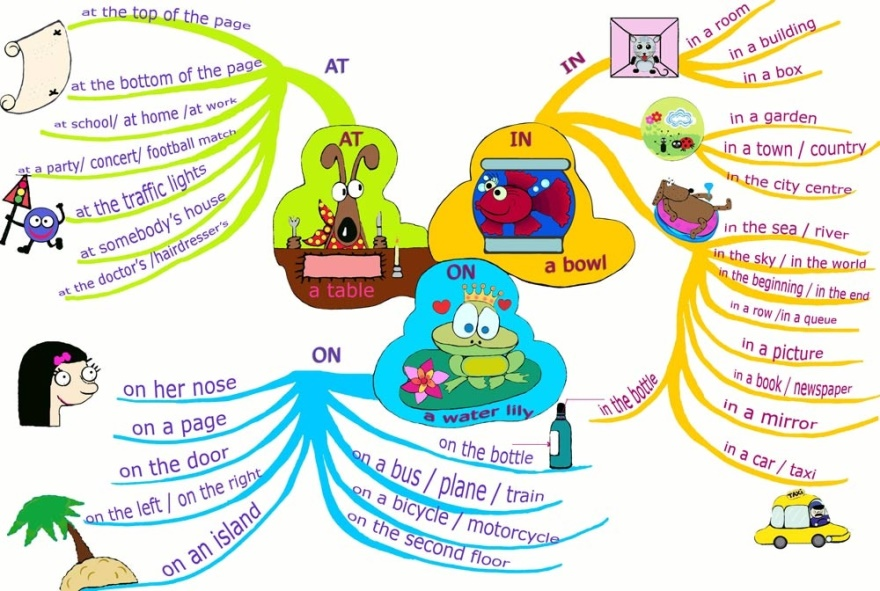 at the top of the page
AT
at the bottom of the page
at school/ at home /at work
at a party/ concert/ football match
at the traffic lights
at somebody's house
at the doctor's /hairdresser's
AT
a table
IN
a bowl
IN
in a room
in a building
in a box
in a garden
in a town / country
in the city centre
in the sea / river
in the sky / in the world
in the beginning / in the end
in a row /in a queue
in a picture
in a book / newspaper
in a mirror
in a car / taxi
in the bottle
TAXI
ON
a water lily
ON
on her nose
on a page
on the door
on the left / on the right
on an island
on the bottle
on a bus / plane / train
on a bicycle / motorcycle
on the second floor